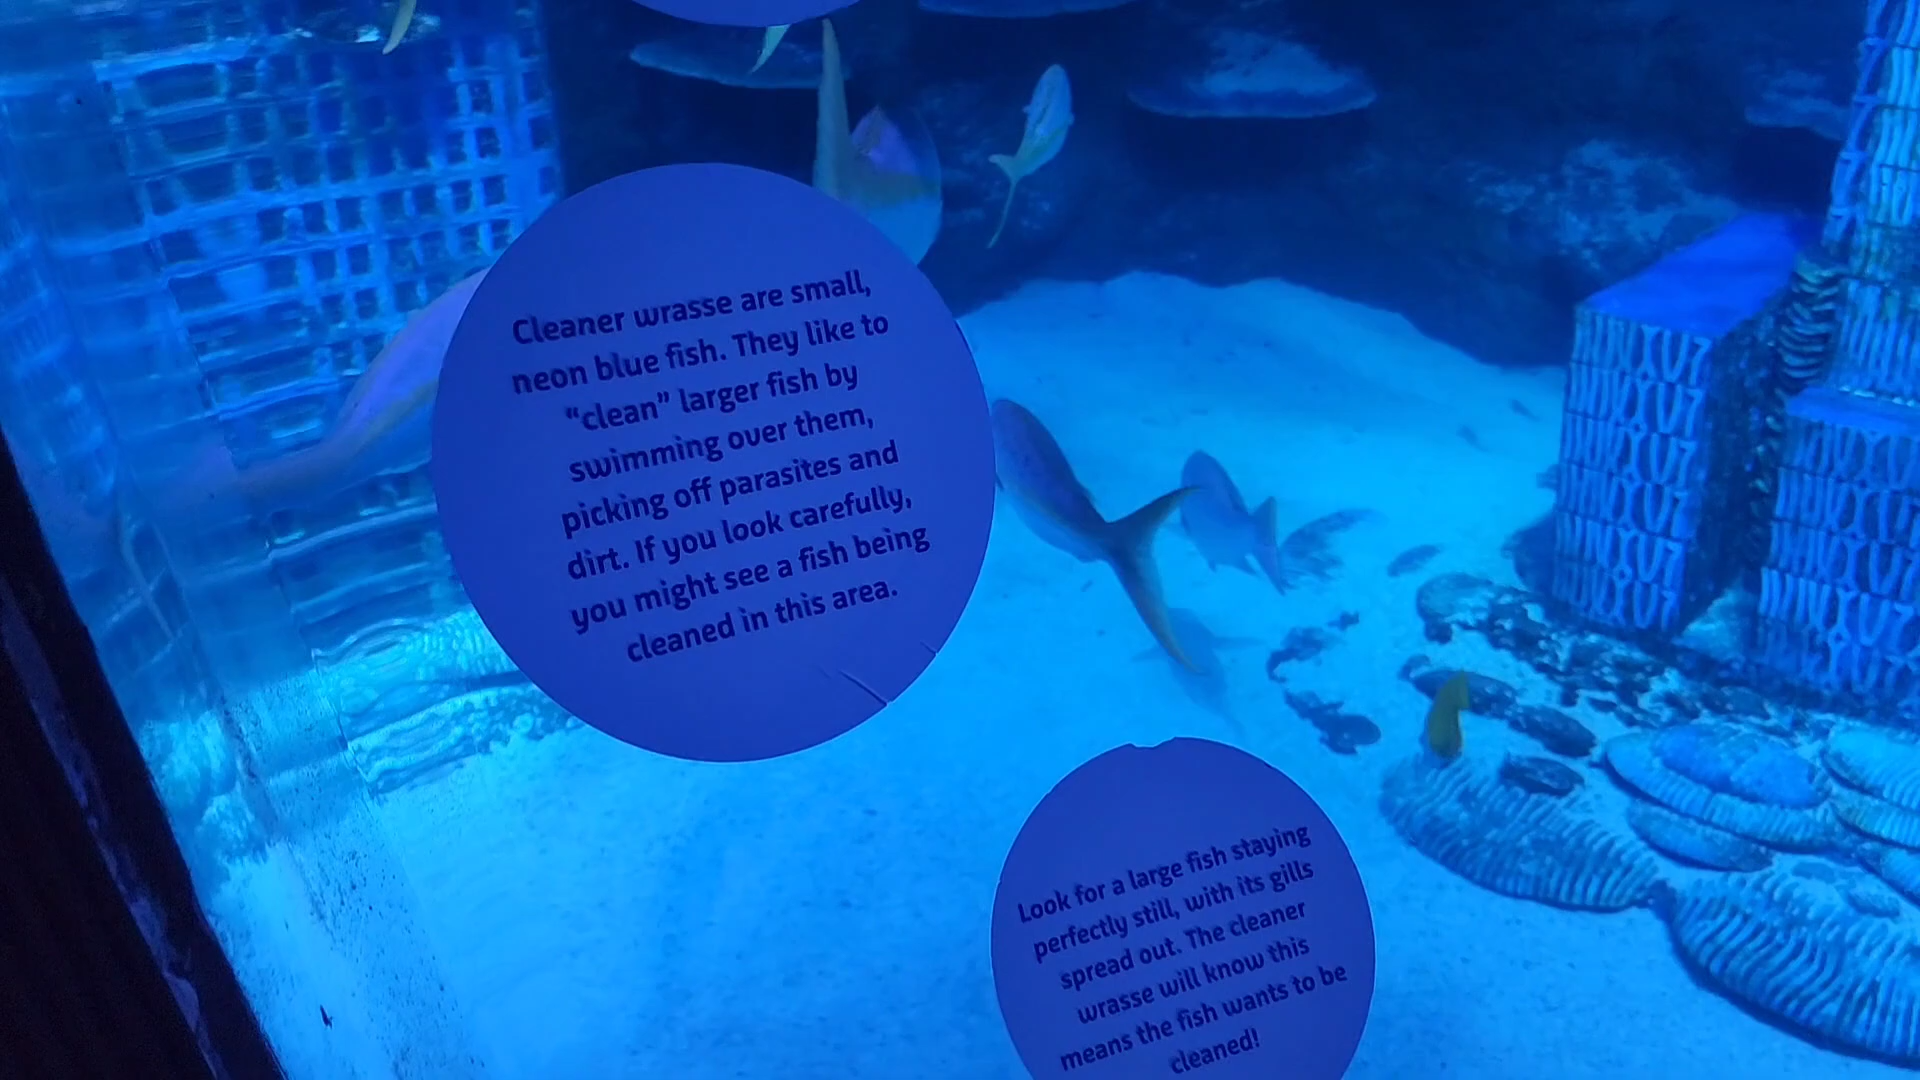 Cleaner wrasse are small,
neon blue fish. They like to
“clean” larger fish by
swimming over them,
picking off parasites and
dirt. If you look carefully,
you might see a fish being
cleaned in this area.
Look for a large fish staying
perfectly still, with its gills
spread out. The cleaner
wrasse will know this
means the fish wants to be
cleaned!